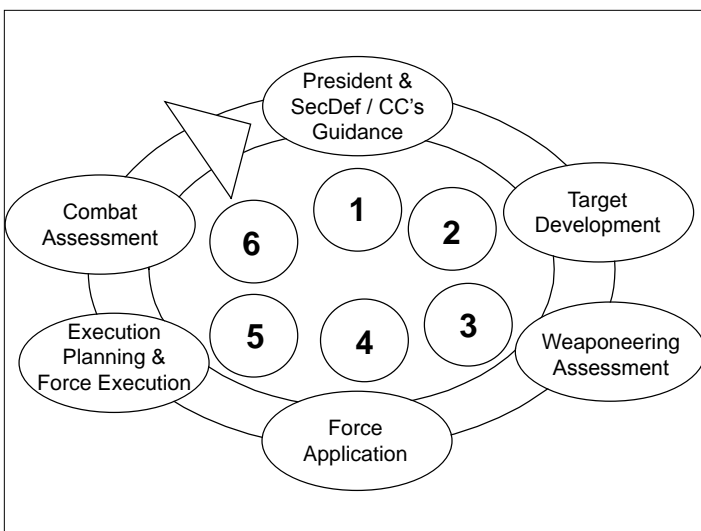 President &
SecDef / CC's
Guidance
Target
Development
Weaponeering
Assessment
Force
Application
Execution
Planning &
Force Execution
Combat
Assessment
1
2
3
4
5
6